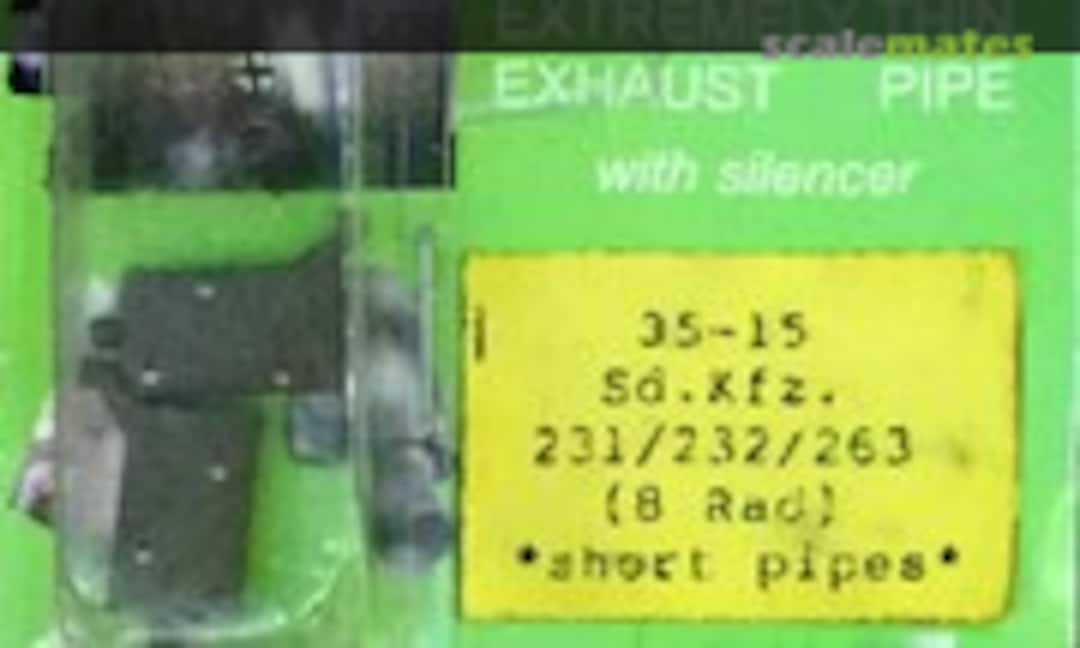 EXTREMELY THIN
scalemates
EXHAUST PIPE
with silencer
35-15
Sd.Kfz.
231/232/263
(8 Rad)
*short pipes*